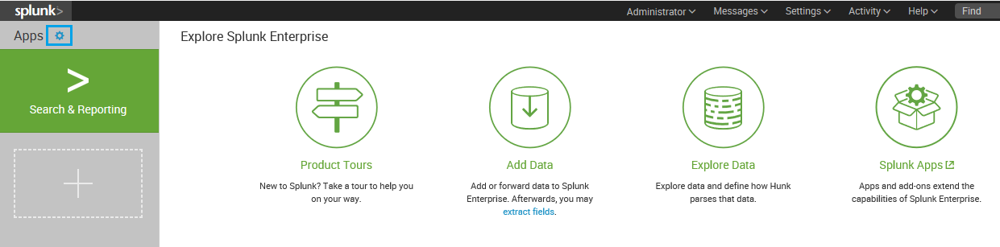 splunk> Administrator Messages Settings Activity Help Find
Apps
Explore Splunk Enterprise
> Search & Reporting
Product Tours
New to Splunk? Take a tour to help you
on your way.
Add Data
Add or forward data to Splunk
Enterprise. Afterwards, you may
extract fields.
Explore Data
Explore data and define how Hunk
parses that data.
Splunk Apps
Apps and add-ons extend the
capabilities of Splunk Enterprise.